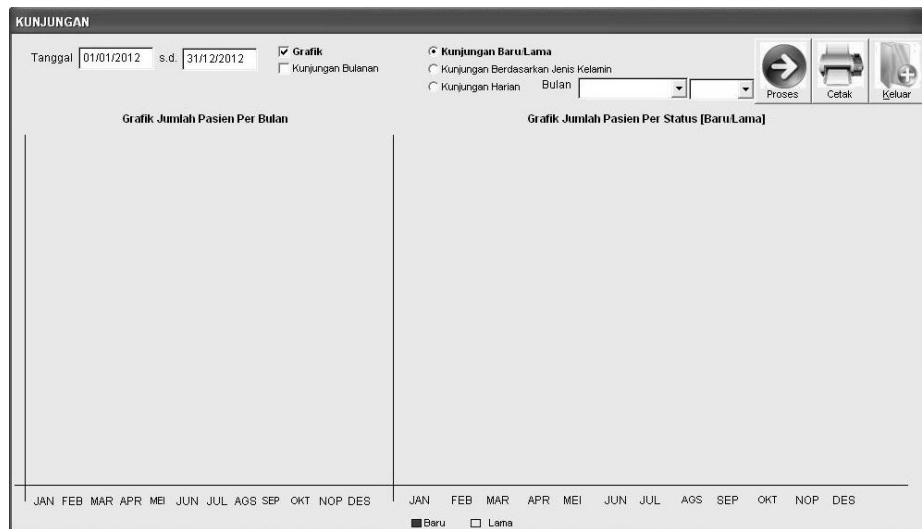 KUNJUNGAN
Tanggal 01/01/2012 s.d. 31/12/2012
Grafik
Kunjungan Bulanan
Kunjungan Baru/Lama
Kunjungan Berdasarkan Jenis Kelamin
Kunjungan Harian Bulan
Proses Cetak Keluar
Grafik Jumlah Pasien Per Bulan
Grafik Jumlah Pasien Per Status [Baru/Lama]
JAN FEB MAR APR MEI JUN JUL AGS SEP OKT NOP DES
JAN FEB MAR APR MEI JUN JUL AGS SEP OKT NOP DES
Baru Lama